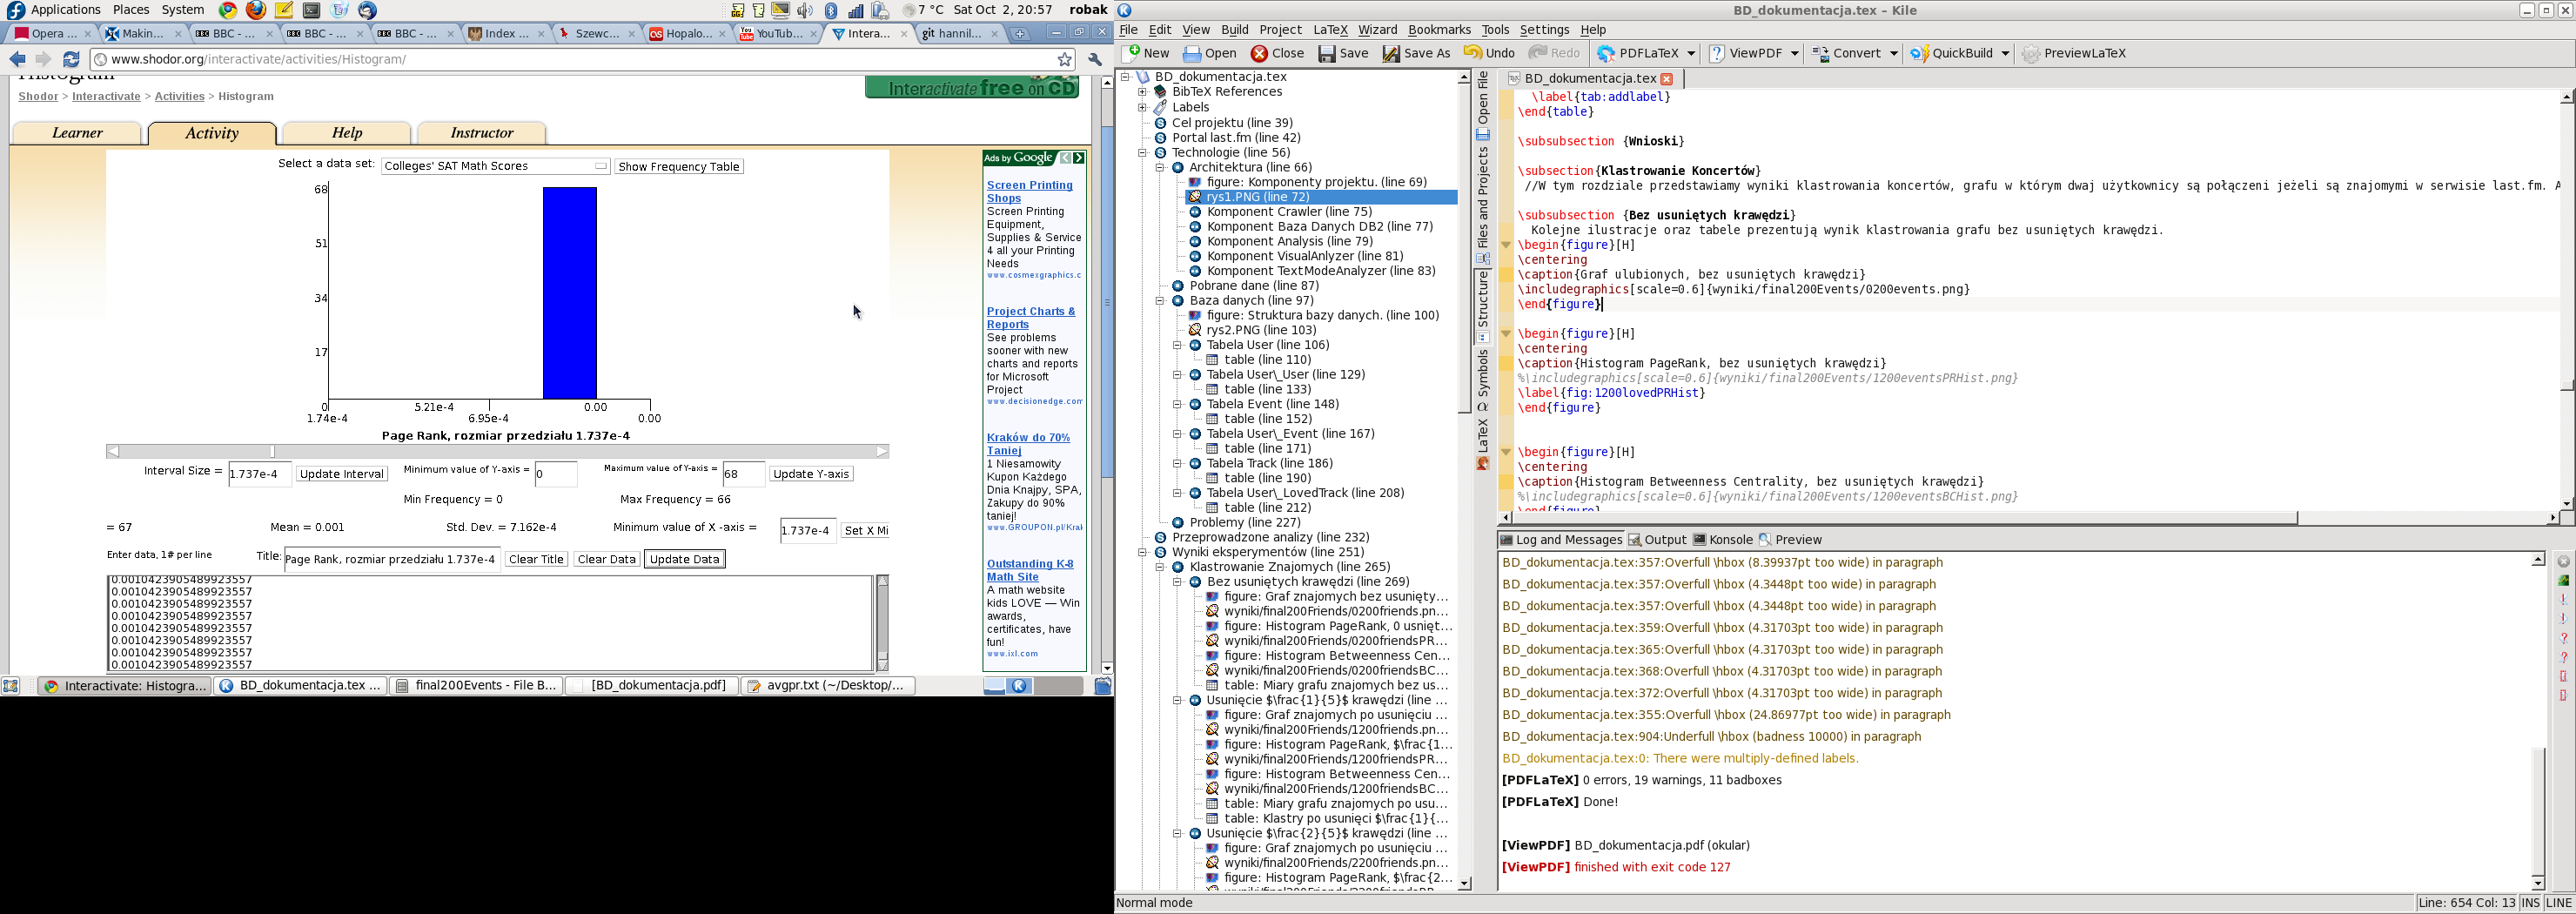 Applications Places System
7 °C Sat Oct 2, 20:57 robak
Opera ...
Makin...
BBC - ...
BBC - ...
BBC - ...
Index ...
Szewc...
Hopalo...
YouTub...
Intera...
git hannil...
www.shodor.org/interactivate/activities/Histogram/
Histogram
Shodor > Interactivate > Activities > Histogram
Interactivate free on CD
Learner Activity Help Instructor
Select a data set: Colleges' SAT Math Scores Show Frequency Table
68
51
34
17
0
5.21e-4 0.00
1.74e-4 6.95e-4 0.00
Page Rank, rozmiar przedziału 1.737e-4
Interval Size = 1.737e-4 Update Interval Minimum value of Y-axis = 0 Maximum value of Y-axis = 68 Update Y-axis
Min Frequency = 0 Max Frequency = 66
= 67 Mean = 0.001 Std. Dev. = 7.162e-4 Minimum value of X -axis = 1.737e-4 Set X Mi
Enter data, 1# per line Title: Page Rank, rozmiar przedziału 1.737e-4 Clear Title Clear Data Update Data
0.0010423905489923557
0.0010423905489923557
0.0010423905489923557
0.0010423905489923557
0.0010423905489923557
0.0010423905489923557
0.0010423905489923557
0.0010423905489923557
Ads by Google
Screen Printing
Shops
Screen Printing
Equipment,
Supplies & Service
4 all your Printing
Needs
www.cosmexgraphics.c
Project Charts &
Reports
See problems
sooner with new
charts and reports
for Microsoft
Project
www.decisionedge.com
Kraków do 70%
Taniej
1 Niesamowity
Kupon Każdego
Dnia Knajpy, SPA,
Zakupy do 90%
taniej!
www.GROUPON.pl/Kral
Outstanding K-8
Math Site
A math website
kids LOVE — Win
awards,
certificates, have
fun!
www.ixl.com
Interactivate: Histogra...
BD_dokumentacja.tex ...
final200Events - File B...
[BD_dokumentacja.pdf]
avgpr.txt (~/Desktop/...
BD_dokumentacja.tex – Kile
File Edit View Build Project LaTeX Wizard Bookmarks Tools Settings Help
New Open Close Save Save As Undo Redo PDFLaTeX ViewPDF Convert QuickBuild PreviewLaTeX
BD_dokumentacja.tex
BibTeX References
Labels
Cel projektu (line 39)
Portal last.fm (line 42)
Technologie (line 56)
Architektura (line 66)
figure: Komponenty projektu. (line 69)
rys1.PNG (line 72)
Komponent Crawler (line 75)
Komponent Baza Danych DB2 (line 77)
Komponent Analysis (line 79)
Komponent VisualAnlyzer (line 81)
Komponent TextModeAnalyzer (line 83)
Pobrane dane (line 87)
Baza danych (line 97)
figure: Struktura bazy danych. (line 100)
rys2.PNG (line 103)
Tabela User (line 106)
table (line 110)
Tabela User\_User (line 129)
table (line 133)
Tabela Event (line 148)
table (line 152)
Tabela User\_Event (line 167)
table (line 171)
Tabela Track (line 186)
table (line 190)
Tabela User\_LovedTrack (line 208)
table (line 212)
Problemy (line 227)
Przeprowadzone analizy (line 232)
Wyniki eksperymentów (line 251)
Klastrowanie Znajomych (line 265)
Bez usuniętych krawędzi (line 269)
figure: Graf znajomych bez usunięty...
wyniki/final200Friends/0200friends.pn...
figure: Histogram PageRank, 0 usnięt...
wyniki/final200Friends/0200friendsPR...
figure: Histogram Betweenness Cen...
wyniki/final200Friends/0200friendsBC...
table: Miary grafu znajomych bez us...
Usunięcie $\frac{1}{5}$ krawędzi (line ...
figure: Graf znajomych po usunięciu ...
wyniki/final200Friends/1200friends.pn...
figure: Histogram PageRank, $\frac{1...
wyniki/final200Friends/1200friendsPR...
figure: Histogram Betweenness Cen...
wyniki/final200Friends/1200friendsBC...
table: Miary grafu znajomych po usu...
table: Klastry po usunięci $\frac{1}{...
Usunięcie $\frac{2}{5}$ krawędzi (line ...
figure: Graf znajomych po usunięciu ...
wyniki/final200Friends/2200friends.pn...
figure: Histogram PageRank, $\frac{2...
wyniki/final200Friends/2200friendsPR...
Open File
Files and Projects
Structure
Symbols
LaTeX
BD_dokumentacja.tex
\label{tab:addlabel}
\end{table}
\subsubsection {Wnioski}
\subsection{Klastrowanie Koncertów}
//W tym rozdziale przedstawiamy wyniki klastrowania koncertów, grafu w którym dwaj użytkownicy są połączeni jeżeli są znajomymi w serwisie last.fm. A
\subsubsection {Bez usuniętych krawędzi}
Kolejne ilustracje oraz tabele prezentują wynik klastrowania grafu bez usuniętych krawędzi.
\begin{figure}[H]
\centering
\caption{Graf ulubionych, bez usuniętych krawędzi}
\includegraphics[scale=0.6]{wyniki/final200Events/0200events.png}
\end{figure}
\begin{figure}[H]
\centering
\caption{Histogram PageRank, bez usuniętych krawędzi}
%\includegraphics[scale=0.6]{wyniki/final200Events/1200eventsPRHist.png}
\label{fig:1200lovedPRHist}
\end{figure}
\begin{figure}[H]
\centering
\caption{Histogram Betweenness Centrality, bez usuniętych krawędzi}
%\includegraphics[scale=0.6]{wyniki/final200Events/1200eventsBCHist.png}
\end{figure}
Log and Messages Output Konsole Preview
BD_dokumentacja.tex:357:Overfull \hbox (8.39937pt too wide) in paragraph
BD_dokumentacja.tex:357:Overfull \hbox (4.3448pt too wide) in paragraph
BD_dokumentacja.tex:357:Overfull \hbox (4.3448pt too wide) in paragraph
BD_dokumentacja.tex:359:Overfull \hbox (4.31703pt too wide) in paragraph
BD_dokumentacja.tex:365:Overfull \hbox (4.31703pt too wide) in paragraph
BD_dokumentacja.tex:368:Overfull \hbox (4.31703pt too wide) in paragraph
BD_dokumentacja.tex:372:Overfull \hbox (4.31703pt too wide) in paragraph
BD_dokumentacja.tex:355:Overfull \hbox (24.86977pt too wide) in paragraph
BD_dokumentacja.tex:904:Underfull \hbox (badness 10000) in paragraph
BD_dokumentacja.tex:0: There were multiply-defined labels.
[PDFLaTeX] 0 errors, 19 warnings, 11 badboxes
[PDFLaTeX] Done!
[ViewPDF] BD_dokumentacja.pdf (okular)
[ViewPDF] finished with exit code 127
Normal mode
Line: 654 Col: 13 INS LINE